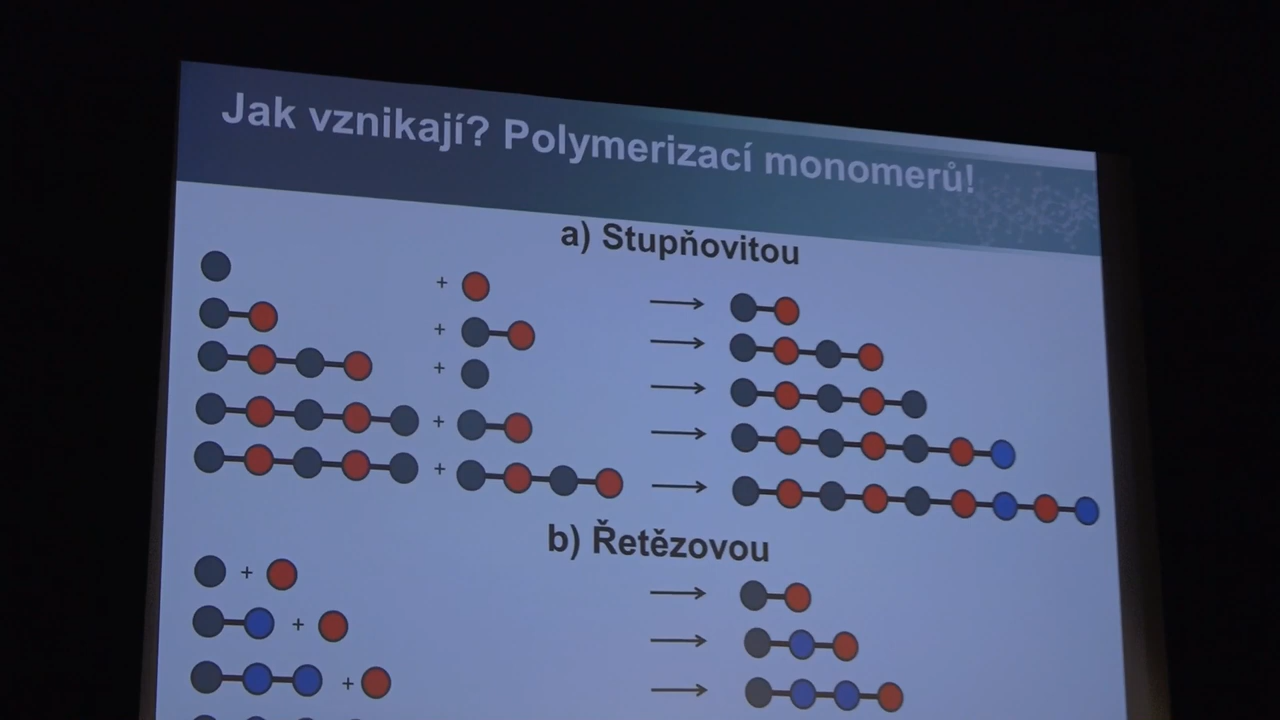 Jak vznikají? Polymerizací monomerů!
a) Stupňovitou
+
+
+
+
+
b) Řetězovou
+
+
+